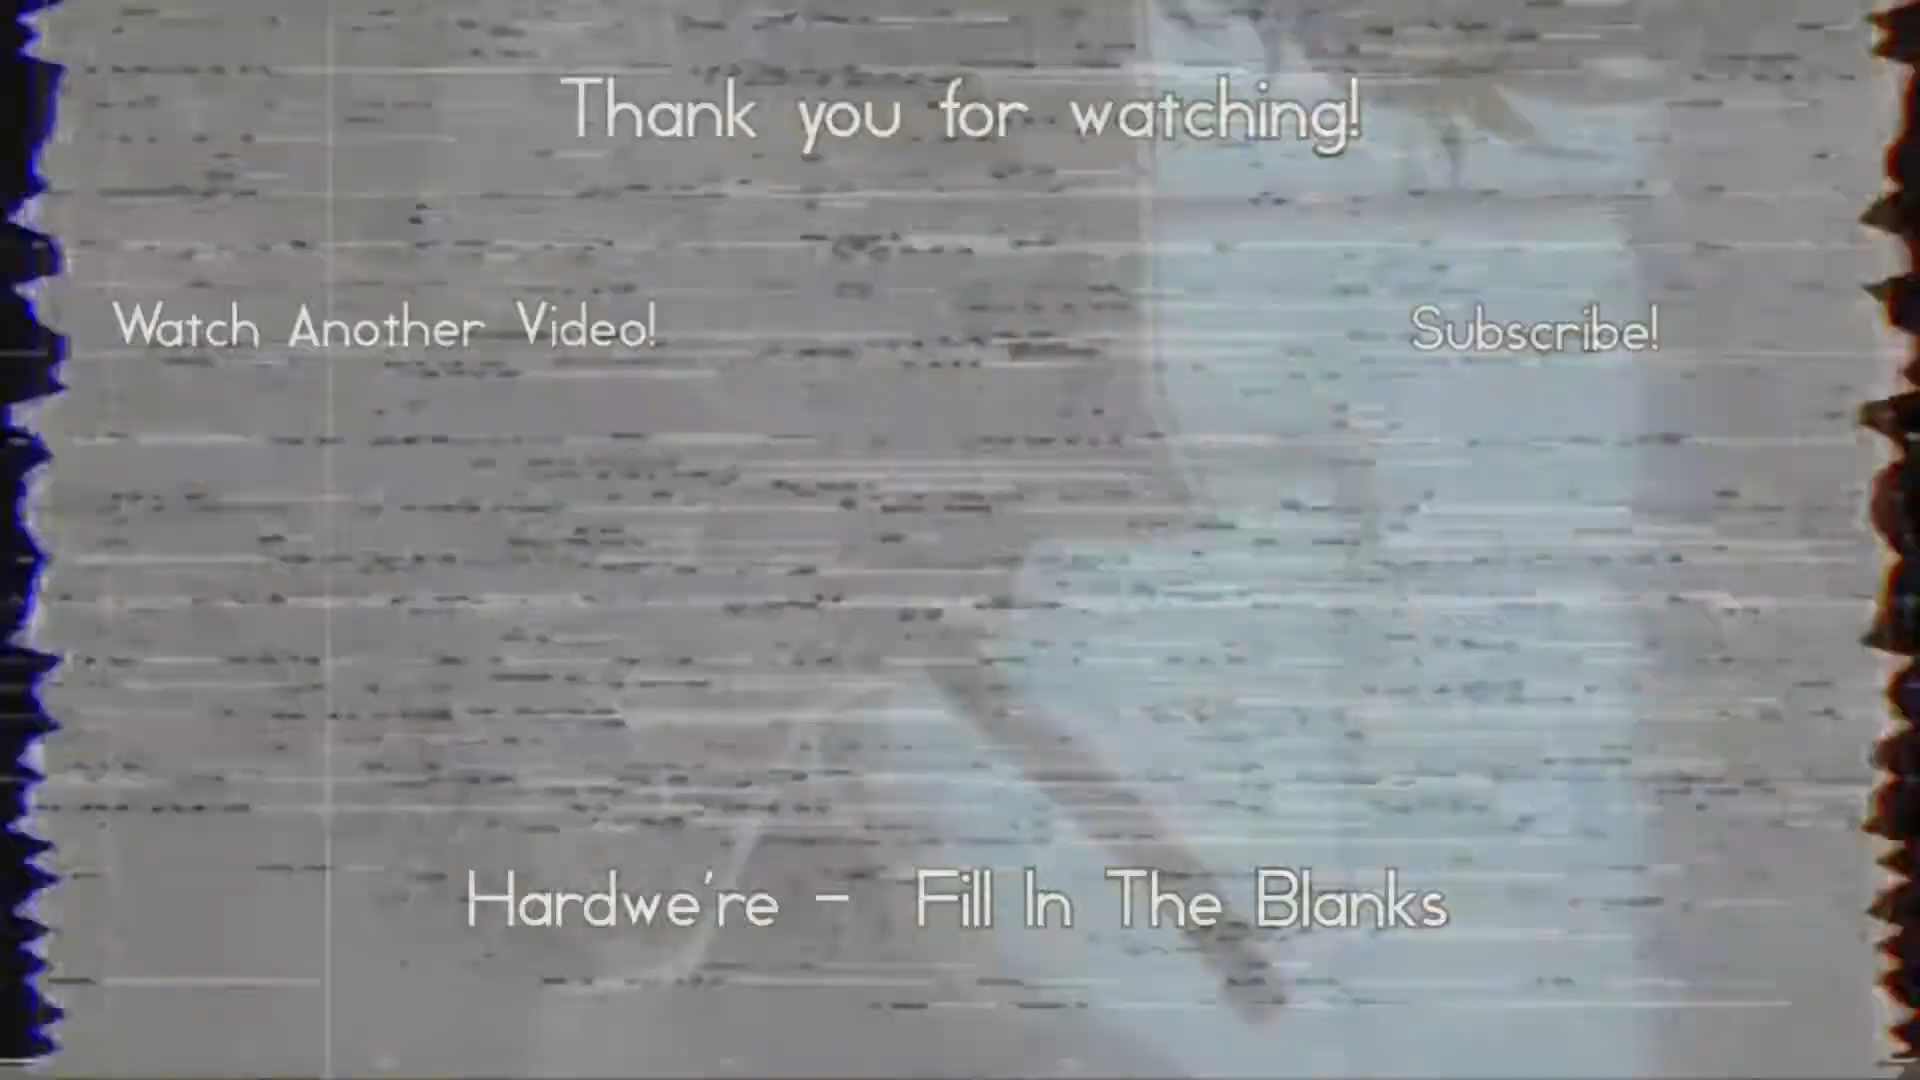 Thank you for watching!
Watch Another Video!
Subscribe!
Hardwe're - Fill In The Blanks